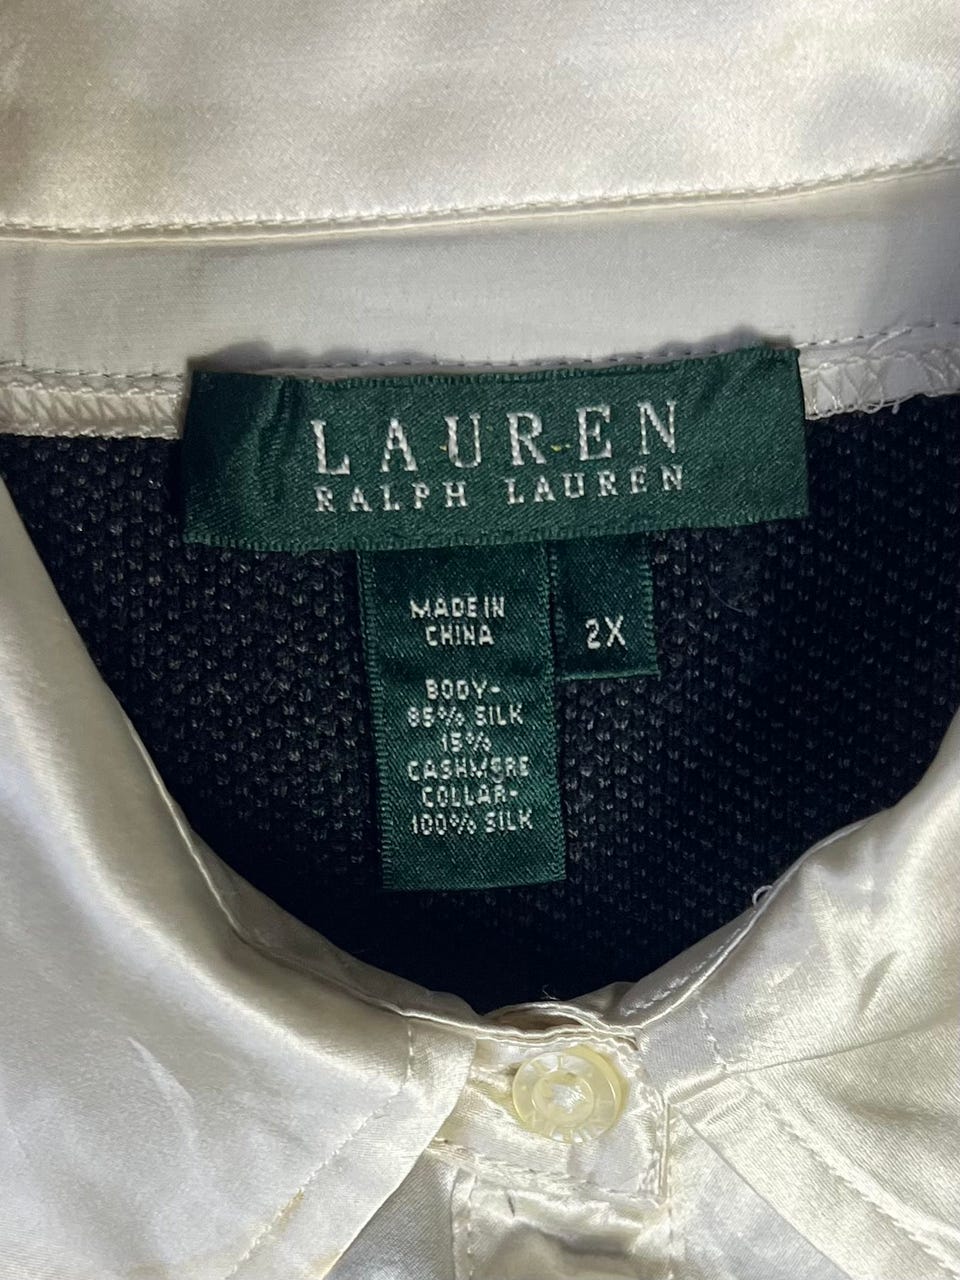 LAUREN
RALPH LAUREN
MADE IN
CHINA
2X
BODY-
85% SILK
15%
CASHMERE
COLLAR-
100% SILK